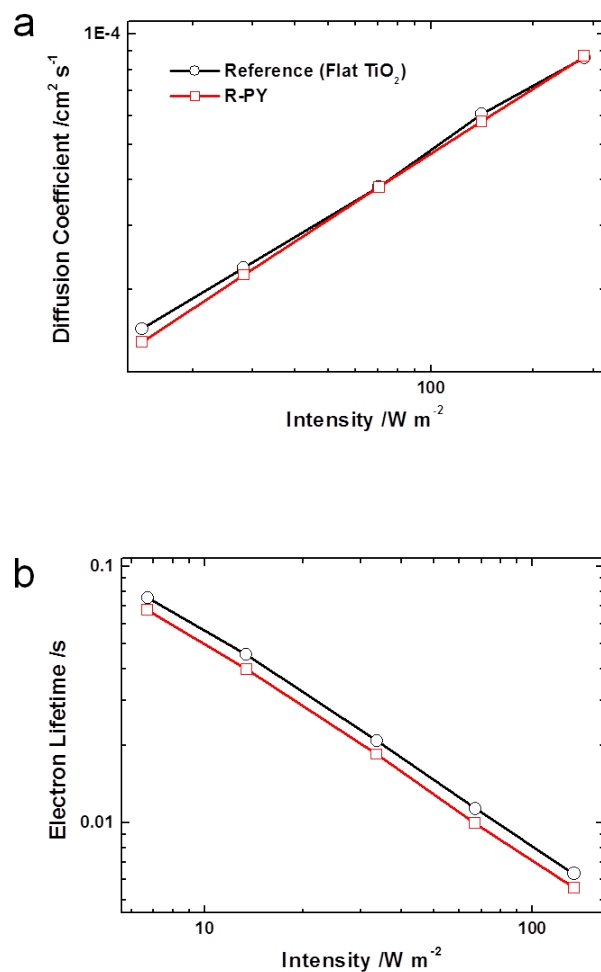 a
1E-4
Reference (Flat TiO₂)
R-PY
Diffusion Coefficient /cm² s⁻¹
100
Intensity /W m⁻²
b
0.1
0.01
Electron Lifetime /s
10
100
Intensity /W m⁻²